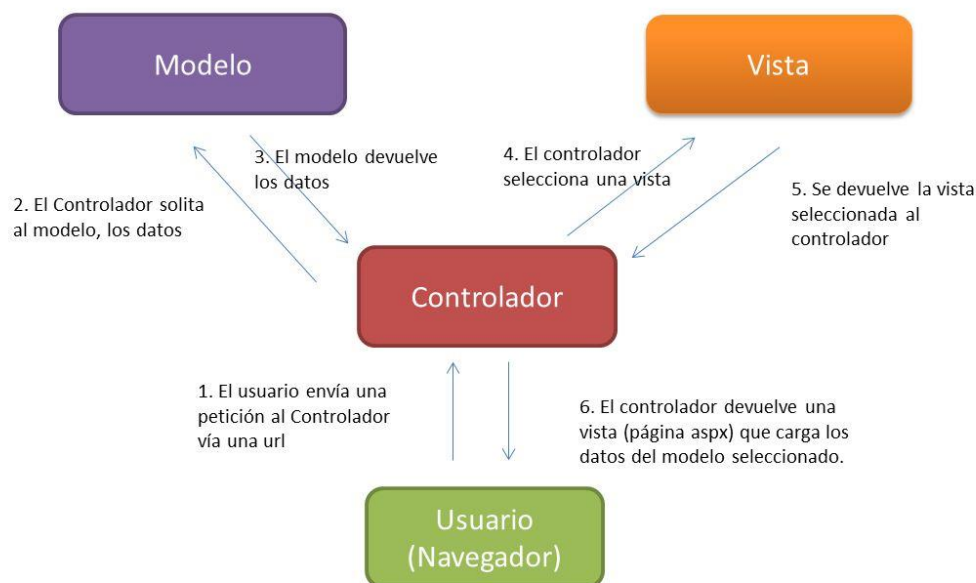 Modelo
Vista
3. El modelo devuelve
los datos
4. El controlador
selecciona una vista
2. El Controlador solita
al modelo, los datos
5. Se devuelve la vista
seleccionada al
controlador
Controlador
1. El usuario envía una
petición al Controlador
vía una url
6. El controlador devuelve una
vista (página aspx) que carga los
datos del modelo seleccionado.
Usuario
(Navegador)